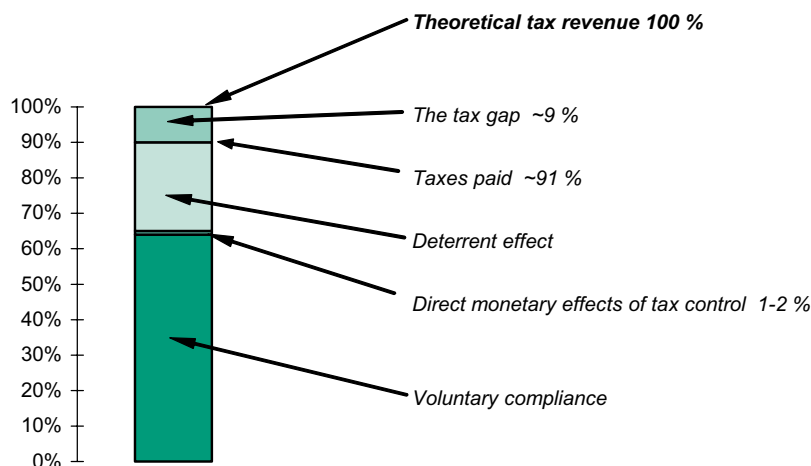 Theoretical tax revenue 100 %
100%
The tax gap ~9 %
90%
Taxes paid ~91 %
80%
70%
Deterrent effect
60%
50%
Direct monetary effects of tax control 1-2 %
40%
30%
20%
Voluntary compliance
10%
0%